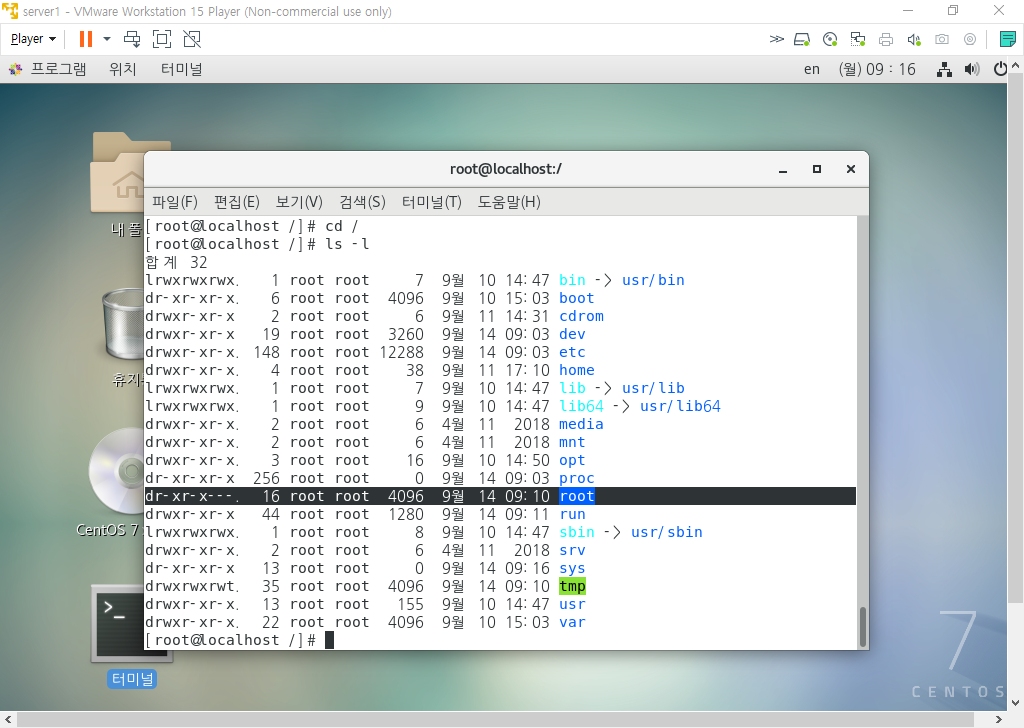 server1 - VMware Workstation 15 Player (Non-commercial use only)
Player
프로그램 위치 터미널 en (월) 09 : 16
root@localhost:/
파일(F) 편집(E) 보기(V) 검색(S) 터미널(T) 도움말(H)
[root@localhost /]# cd /
[root@localhost /]# ls -l
합계 32
lrwxrwxrwx. 1 root root 7 9월 10 14:47 bin -> usr/bin
dr-xr-xr-x. 6 root root 4096 9월 10 15:03 boot
drwxr-xr-x 2 root root 6 9월 11 14:31 cdrom
drwxr-xr-x 19 root root 3260 9월 14 09:03 dev
drwxr-xr-x. 148 root root 12288 9월 14 09:03 etc
drwxr-xr-x. 4 root root 38 9월 11 17:10 home
lrwxrwxrwx. 1 root root 7 9월 10 14:47 lib -> usr/lib
lrwxrwxrwx. 1 root root 9 9월 10 14:47 lib64 -> usr/lib64
drwxr-xr-x. 2 root root 6 4월 11 2018 media
drwxr-xr-x. 2 root root 6 4월 11 2018 mnt
drwxr-xr-x. 3 root root 16 9월 10 14:50 opt
dr-xr-xr-x 256 root root 0 9월 14 09:03 proc
dr-xr-x---. 16 root root 4096 9월 14 09:10 root
drwxr-xr-x 44 root root 1280 9월 14 09:11 run
lrwxrwxrwx. 1 root root 8 9월 10 14:47 sbin -> usr/sbin
drwxr-xr-x. 2 root root 6 4월 11 2018 srv
dr-xr-xr-x 13 root root 0 9월 14 09:16 sys
drwxrwxrwt. 35 root root 4096 9월 14 09:10 tmp
drwxr-xr-x. 13 root root 155 9월 10 14:47 usr
drwxr-xr-x. 22 root root 4096 9월 10 15:03 var
[root@localhost /]#
내 폴
휴지
CentOS 7
>_
터미널
7
CENTOS